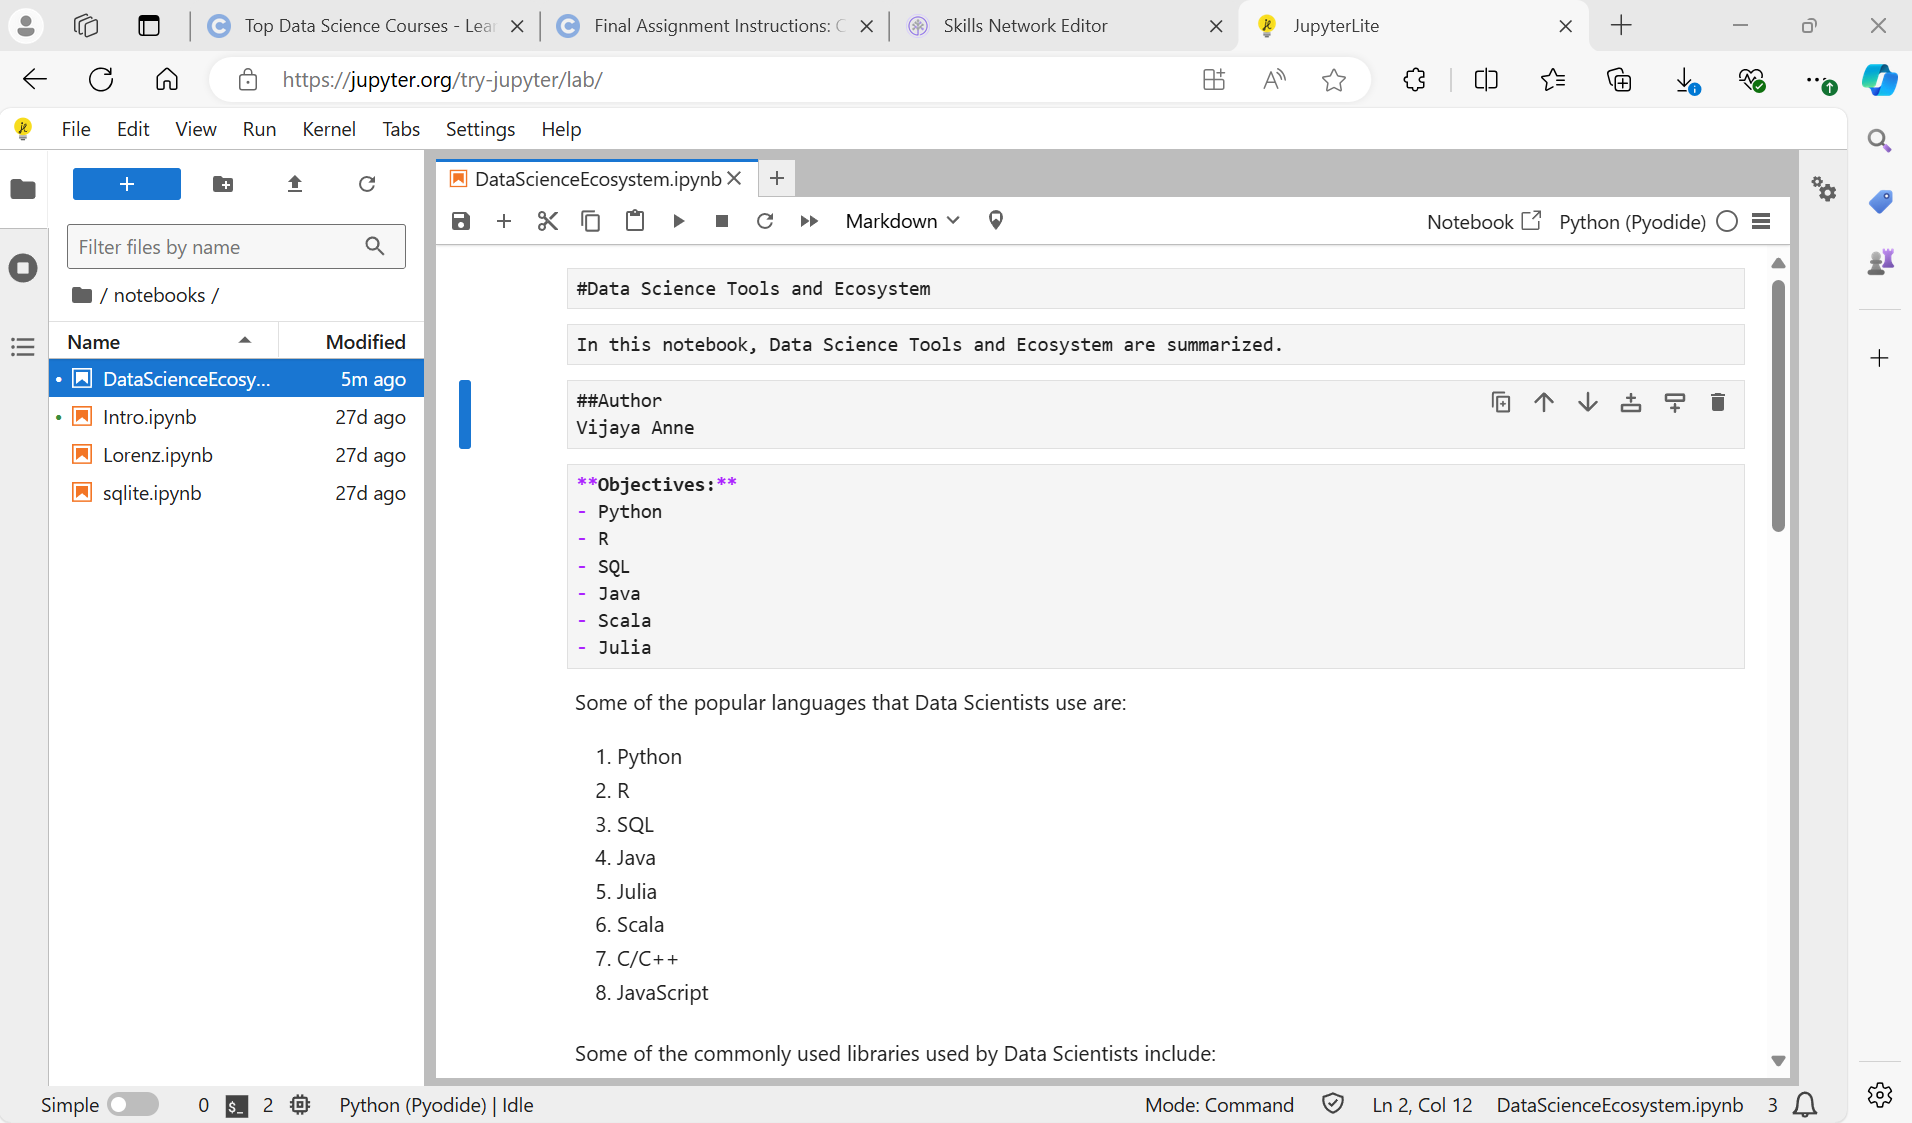 Top Data Science Courses - Lear
Final Assignment Instructions: C
Skills Network Editor
JupyterLite
https://jupyter.org/try-jupyter/lab/
File Edit View Run Kernel Tabs Settings Help
DataScienceEcosystem.ipynb
Markdown
Notebook
Python (Pyodide)
Filter files by name
/ notebooks /
Name Modified
DataScienceEcosy... 5m ago
Intro.ipynb 27d ago
Lorenz.ipynb 27d ago
sqlite.ipynb 27d ago
#Data Science Tools and Ecosystem
In this notebook, Data Science Tools and Ecosystem are summarized.
##Author
Vijaya Anne
**Objectives:**
- Python
- R
- SQL
- Java
- Scala
- Julia
Some of the popular languages that Data Scientists use are:
1. Python
2. R
3. SQL
4. Java
5. Julia
6. Scala
7. C/C++
8. JavaScript
Some of the commonly used libraries used by Data Scientists include:
Simple 0 $_ 2 Python (Pyodide) | Idle Mode: Command Ln 2, Col 12 DataScienceEcosystem.ipynb 3